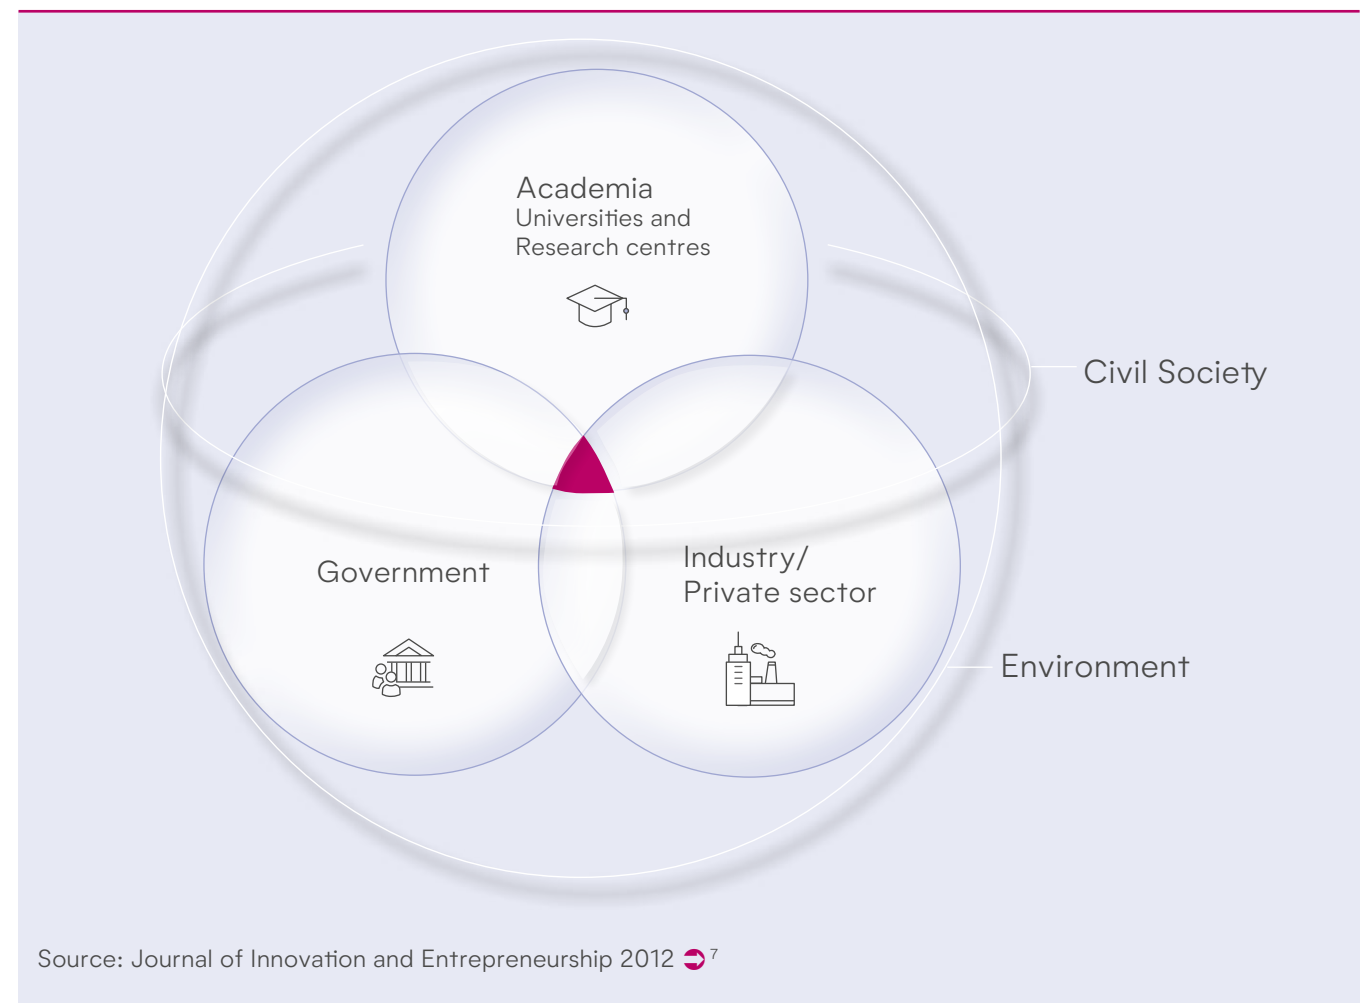 Academia
Universities and
Research centres
Civil Society
Government
Industry/
Private sector
Environment
Source: Journal of Innovation and Entrepreneurship 2012 7